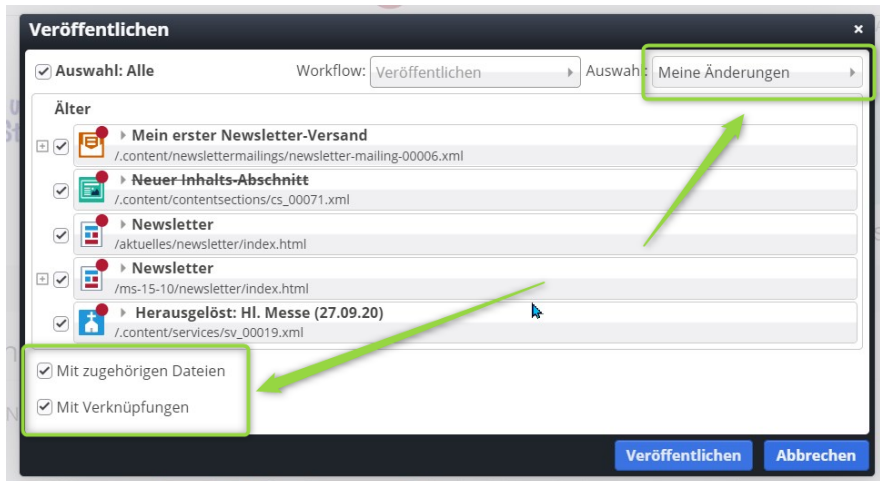 Veröffentlichen ×
Auswahl: Alle Workflow: Veröffentlichen Auswahl: Meine Änderungen
Älter
Mein erster Newsletter-Versand
/.content/newslettermailings/newsletter-mailing-00006.xml
Neuer Inhalts-Abschnitt
/.content/contentsections/cs_00071.xml
Newsletter
/aktuelles/newsletter/index.html
Newsletter
/ms-15-10/newsletter/index.html
Herausgelöst: Hl. Messe (27.09.20)
/.content/services/sv_00019.xml
Mit zugehörigen Dateien
Mit Verknüpfungen
Veröffentlichen Abbrechen